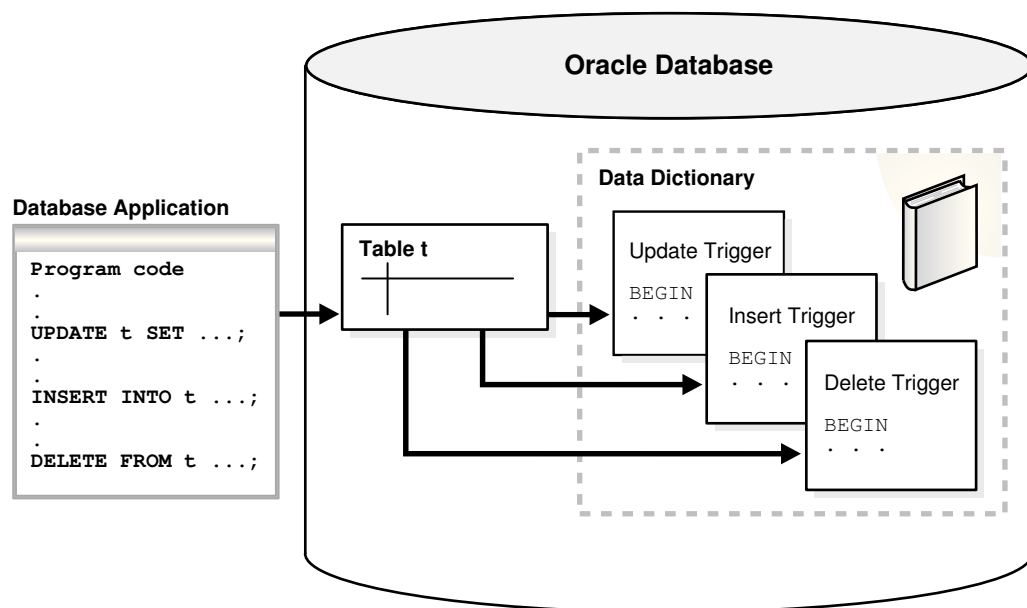 Oracle Database
Data Dictionary
Database Application
Program code
.
.
UPDATE t SET ...;
.
.
INSERT INTO t ...;
.
.
DELETE FROM t ...;
Table t
Update Trigger
BEGIN
. . .
Insert Trigger
BEGIN
. . .
Delete Trigger
BEGIN
. . .